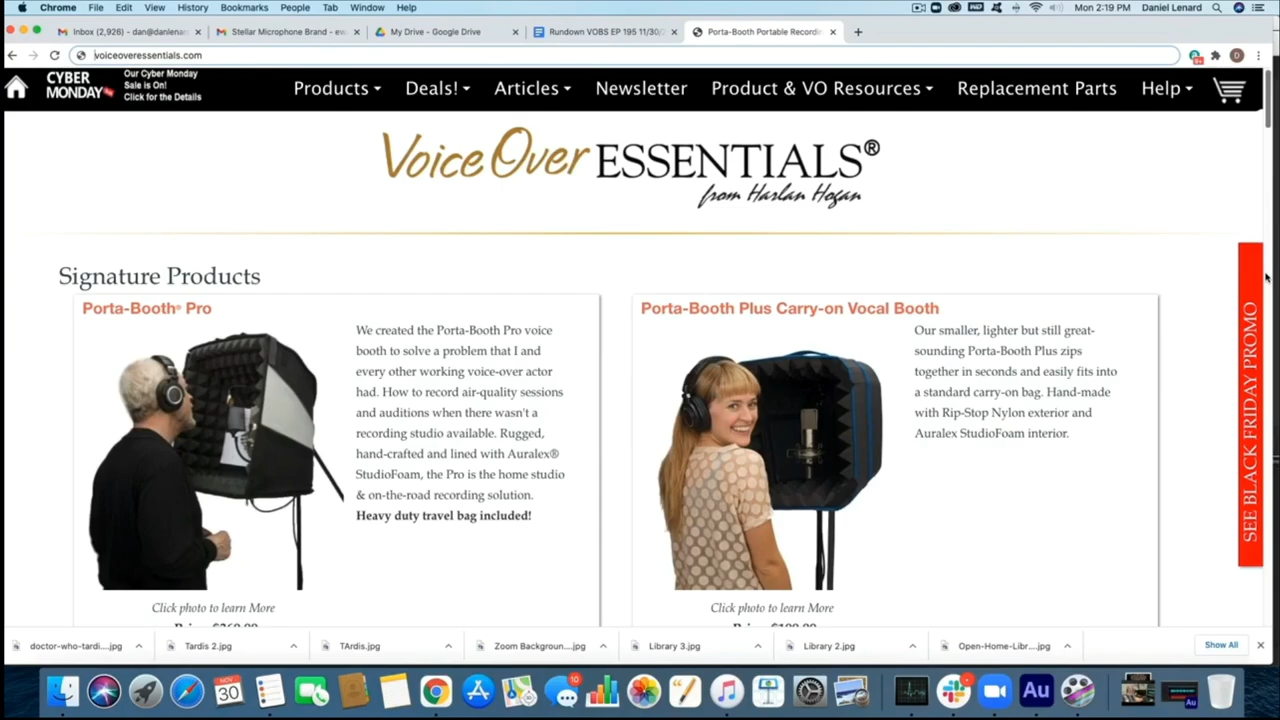 Chrome File Edit View History Bookmarks People Tab Window Help Mon 2:19 PM Daniel Lenard
Inbox (2,926) - dan@danlenar Stellar Microphone Brand - ew My Drive - Google Drive Rundown VOBS EP 195 11/30/2 Porta-Booth Portable Recordin
voiceoveressentials.com
CYBER MONDAY
Our Cyber Monday
Sale is On!
Click for the Details
Products Deals! Articles Newsletter Product & VO Resources Replacement Parts Help
VoiceOver ESSENTIALS®
from Harlan Hogan
Signature Products
Porta-Booth® Pro
We created the Porta-Booth Pro voice
booth to solve a problem that I and
every other working voice-over actor
had. How to record air-quality sessions
and auditions when there wasn't a
recording studio available. Rugged,
hand-crafted and lined with Auralex®
StudioFoam, the Pro is the home studio
& on-the-road recording solution.
Heavy duty travel bag included!
Click photo to learn More
Porta-Booth Plus Carry-on Vocal Booth
Our smaller, lighter but still great-
sounding Porta-Booth Plus zips
together in seconds and easily fits into
a standard carry-on bag. Hand-made
with Rip-Stop Nylon exterior and
Auralex StudioFoam interior.
Click photo to learn More
SEE BLACK FRIDAY PROMO
doctor-who-tardi....jpg Tardis 2.jpg TArdis.jpg Zoom Backgroun....jpg Library 3.jpg Library 2.jpg Open-Home-Libr....jpg Show All
NOV
30
10
Au
Au